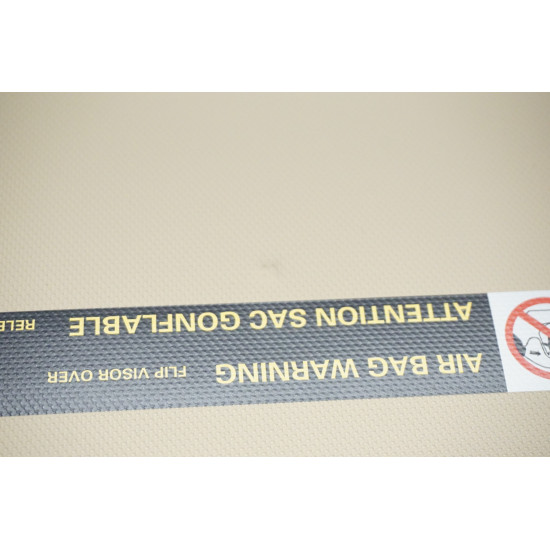 AIR BAG WARNING FLIP VISOR OVER
ATTENTION SAC GONFLABLE